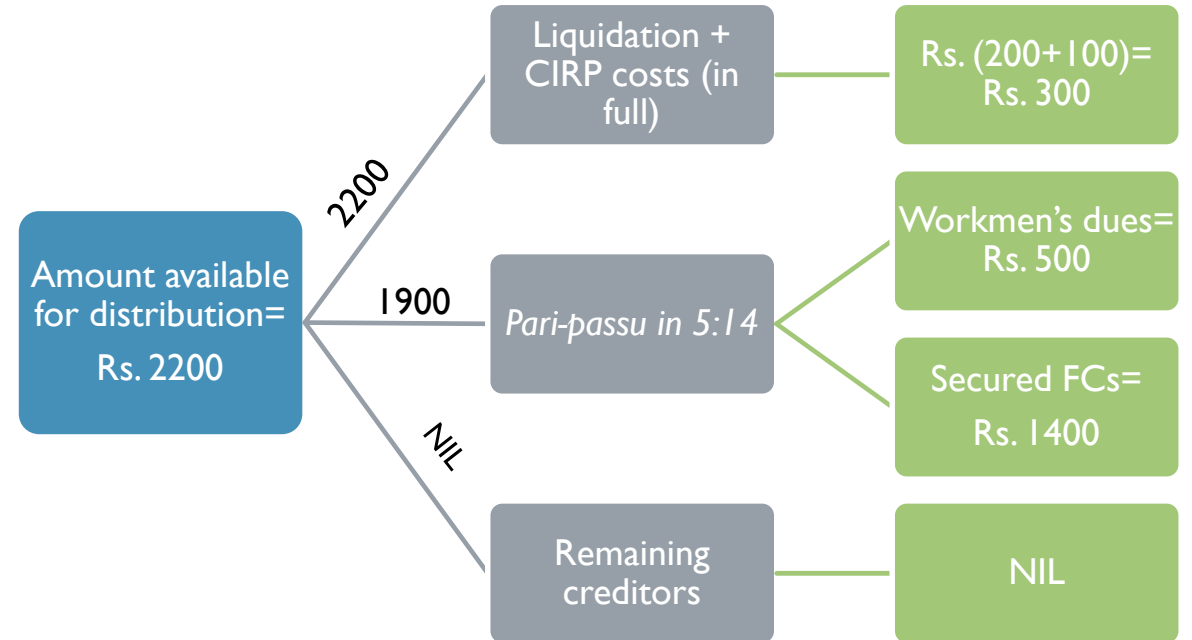 Amount available
for distribution=
Rs. 2200
2200
Liquidation +
CIRP costs (in
full)
Rs. (200+100)=
Rs. 300
1900
Pari-passu in 5:14
Workmen’s dues=
Rs. 500
Secured FCs=
Rs. 1400
NIL
Remaining
creditors
NIL